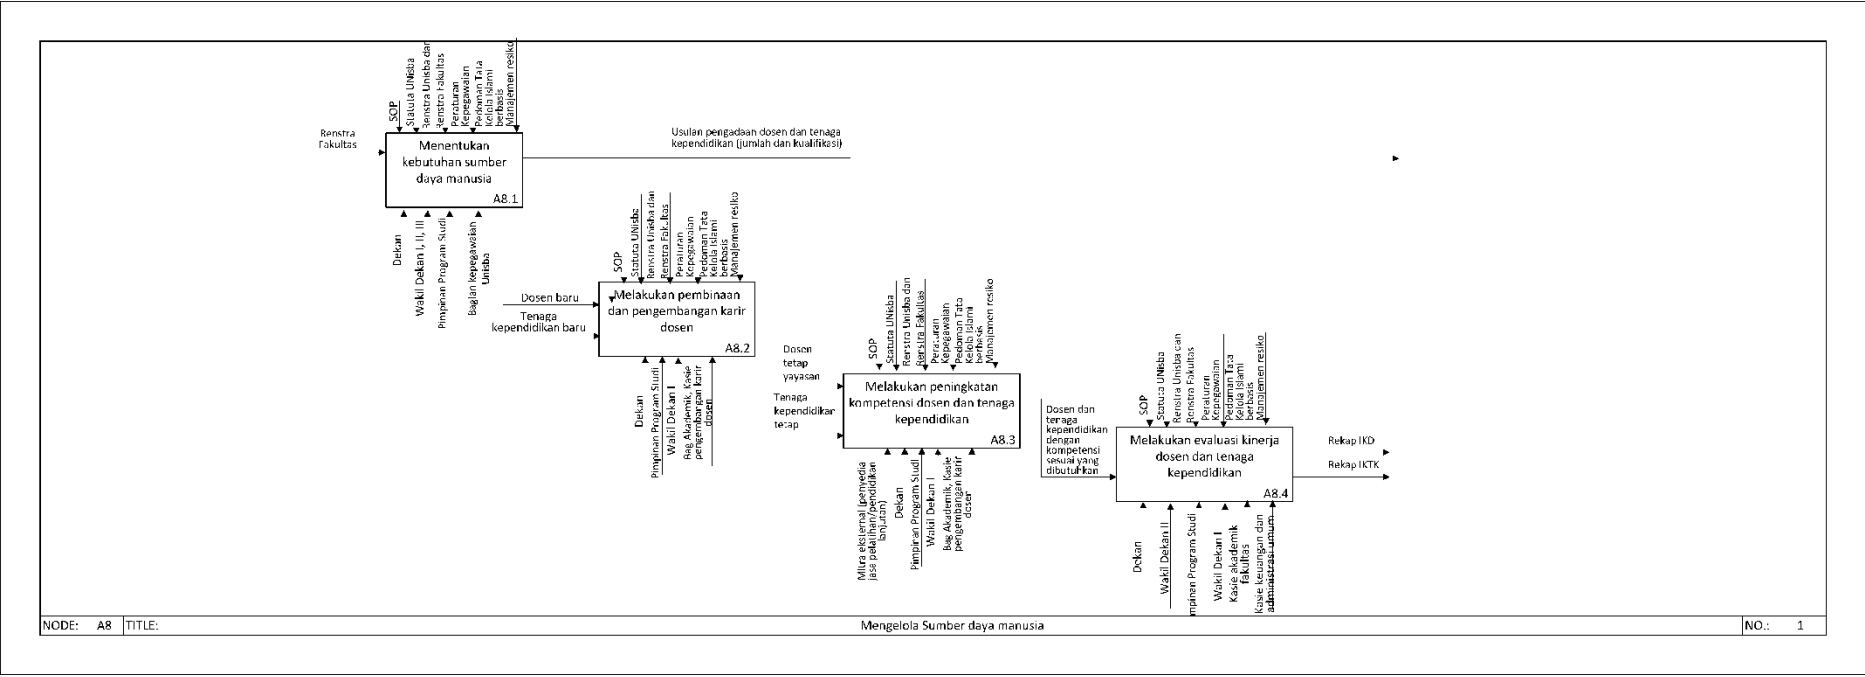 SOP
Statuta UNisba
Renstra Unisba dan
Renstra Fakultas
Peraturan
Kepegawaian
Pedoman Tata
Kelola Islami
berbasis
Manajemen resiko
Renstra
Fakultas
Menentukan
kebutuhan sumber
daya manusia
A8.1
Usulan pengadaan dosen dan tenaga
kependidikan (jumlah dan kualifikasi)
Dekan
Wakil Dekan I, II, III
Pimpinan Program Studi
Bagian kepegawaian
Unisba
SOP
Statuta UNisba
Renstra Unisba dan
Renstra Fakultas
Peraturan
Kepegawaian
Pedoman Tata
Kelola Islami
berbasis
Manajemen resiko
Dosen baru
Tenaga
kependidikan baru
Melakukan pembinaan
dan pengembangan karir
dosen
A8.2
Dekan
Pimpinan Program Studi
Wakil Dekan I
Bag Akademik, Kasie
pengembangan karir
dosen
SOP
Statuta UNisba
Renstra Unisba dan
Renstra Fakultas
Peraturan
Kepegawaian
Pedoman Tata
Kelola Islami
berbasis
Manajemen resiko
Dosen
tetap
yayasan
Tenaga
kependidikan
tetap
Melakukan peningkatan
kompetensi dosen dan tenaga
kependidikan
A8.3
Mitra eksternal (penyedia
jasa pelatihan/pendidikan
lanjutan)
Dekan
Pimpinan Program Studi
Wakil Dekan I
Bag Akademik, Kasie
pengembangan karir
dosen
SOP
Statuta UNisba
Renstra Unisba dan
Renstra Fakultas
Peraturan
Kepegawaian
Pedoman Tata
Kelola Islami
berbasis
Manajemen resiko
Dosen dan
tenaga
kependidikan
dengan
kompetensi
sesuai yang
dibutuhkan
Melakukan evaluasi kinerja
dosen dan tenaga
kependidikan
A8.4
Rekap IKD
Rekap IKTK
Dekan
Wakil Dekan II
mpinan Program Studi
Wakil Dekan I
Kasie akademik
fakultas
Kasie keuangan dan
administrasi umum
NODE: A8 TITLE: Mengelola Sumber daya manusia NO.: 1